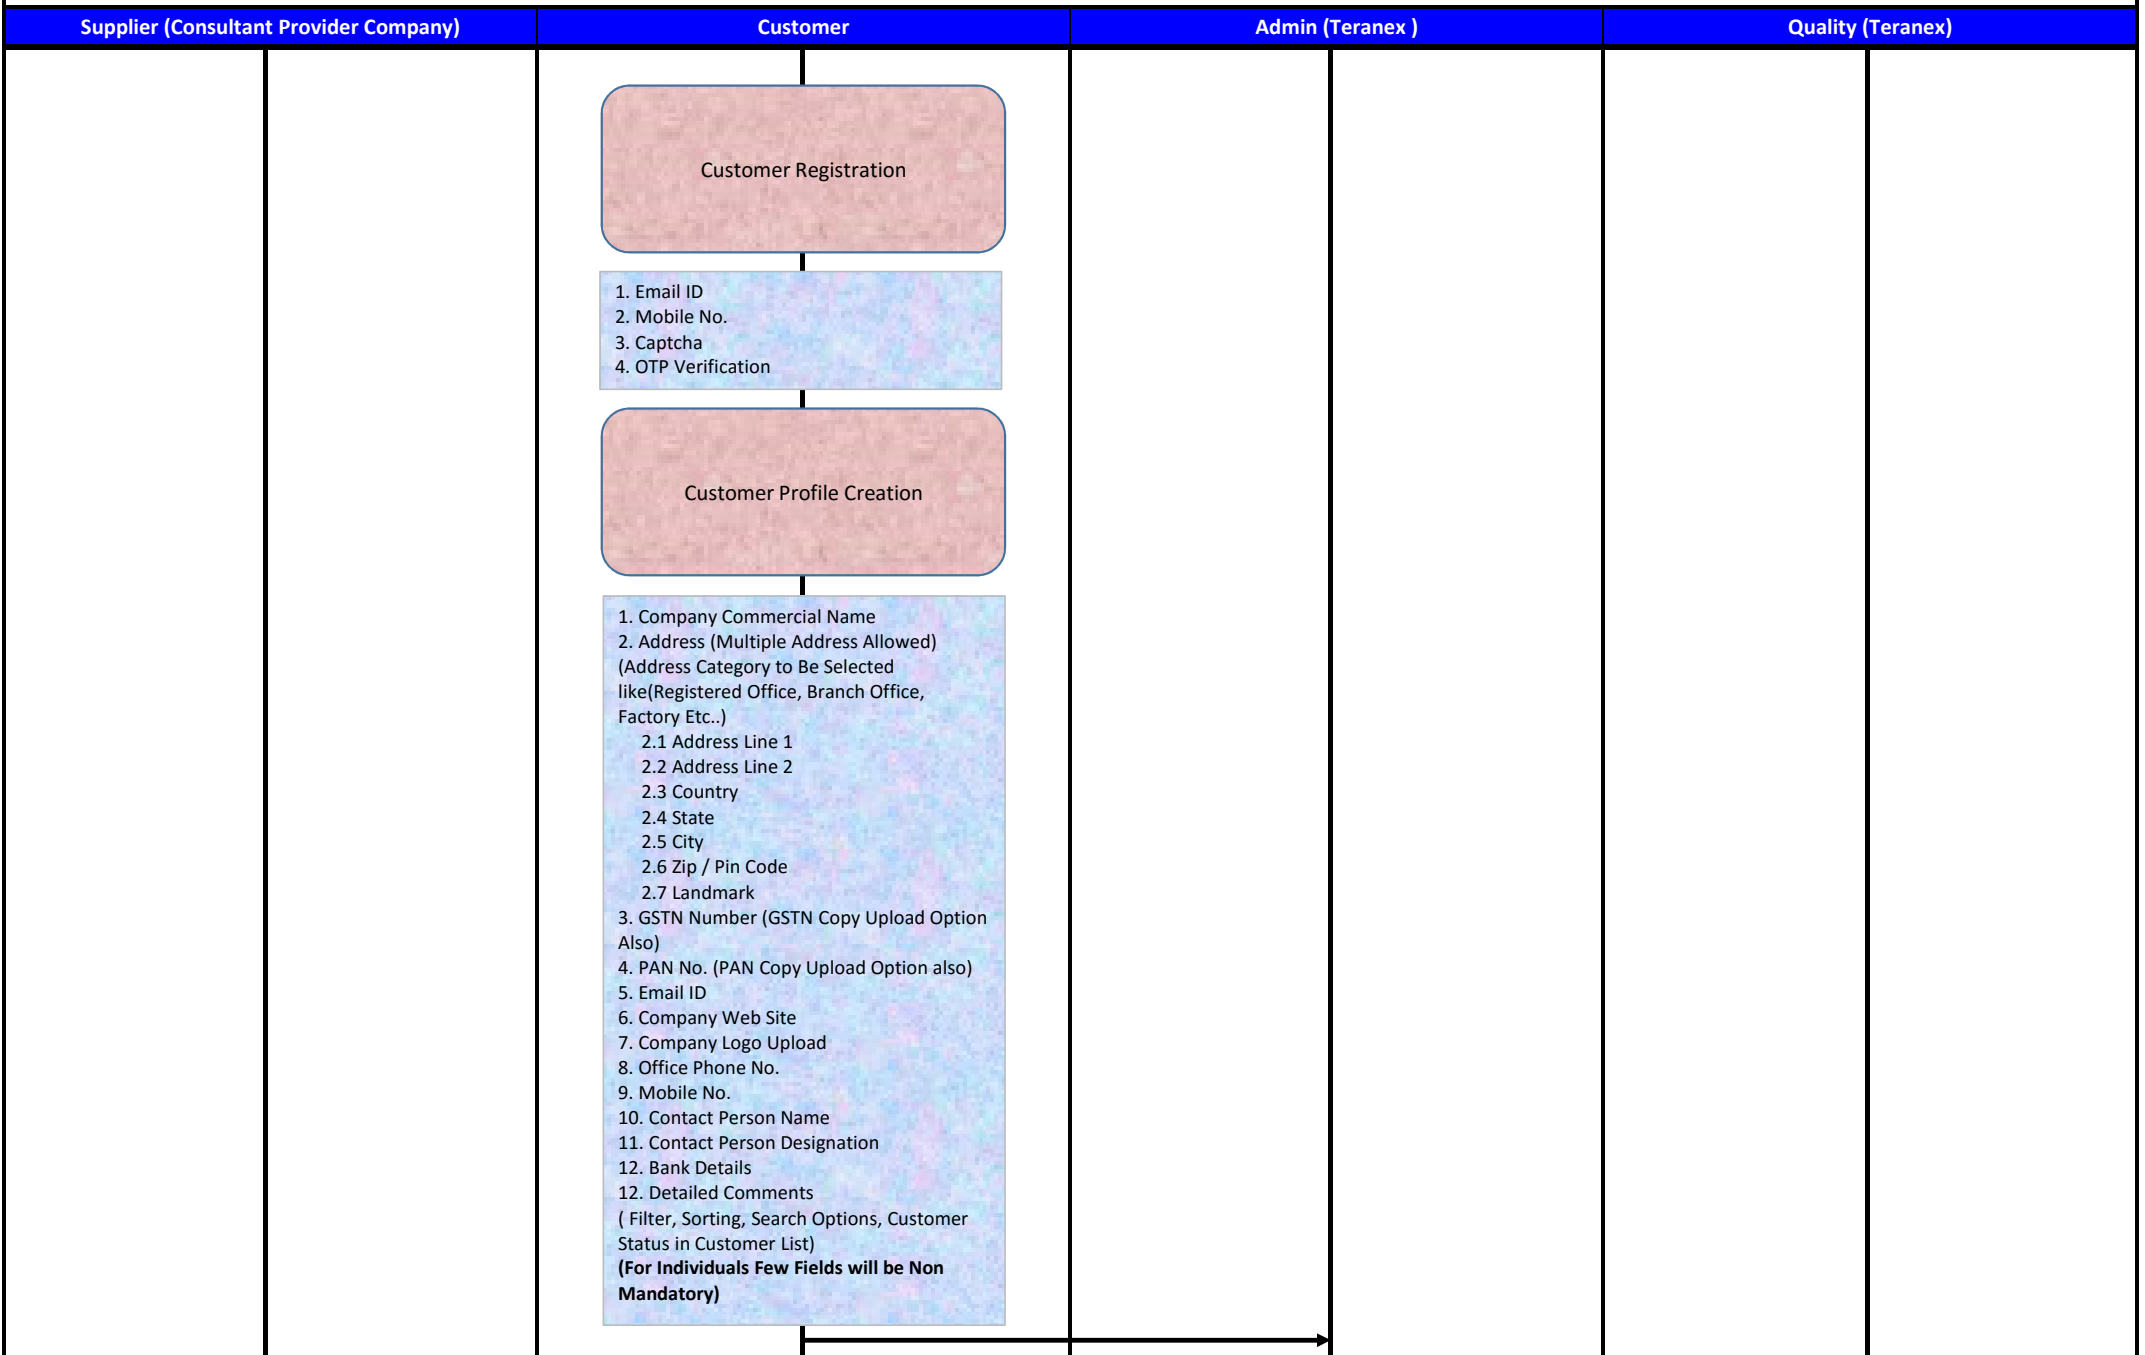 Supplier (Consultant Provider Company)
Customer
Admin (Teranex )
Quality (Teranex)
Customer Registration
1. Email ID
2. Mobile No.
3. Captcha
4. OTP Verification
Customer Profile Creation
1. Company Commercial Name
2. Address (Multiple Address Allowed)
(Address Category to Be Selected
like(Registered Office, Branch Office,
Factory Etc..)
2.1 Address Line 1
2.2 Address Line 2
2.3 Country
2.4 State
2.5 City
2.6 Zip / Pin Code
2.7 Landmark
3. GSTN Number (GSTN Copy Upload Option
Also)
4. PAN No. (PAN Copy Upload Option also)
5. Email ID
6. Company Web Site
7. Company Logo Upload
8. Office Phone No.
9. Mobile No.
10. Contact Person Name
11. Contact Person Designation
12. Bank Details
12. Detailed Comments
( Filter, Sorting, Search Options, Customer
Status in Customer List)
(For Individuals Few Fields will be Non
Mandatory)